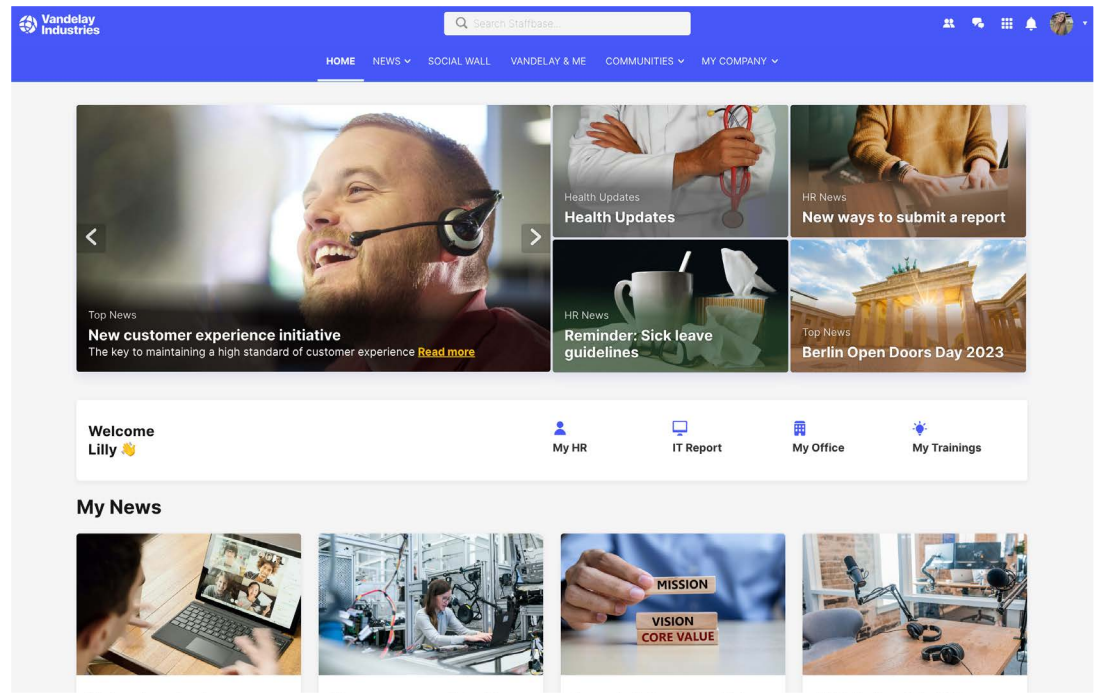 Vandelay
Industries
Search Staffbase...
HOME
NEWS
SOCIAL WALL
VANDELAY & ME
COMMUNITIES
MY COMPANY
Top News
New customer experience initiative
The key to maintaining a high standard of customer experience Read more
Health Updates
Health Updates
HR News
New ways to submit a report
HR News
Reminder: Sick leave
guidelines
Top News
Berlin Open Doors Day 2023
Welcome
Lilly 👋
My HR
IT Report
My Office
My Trainings
My News
MISSION
VISION
CORE VALUE